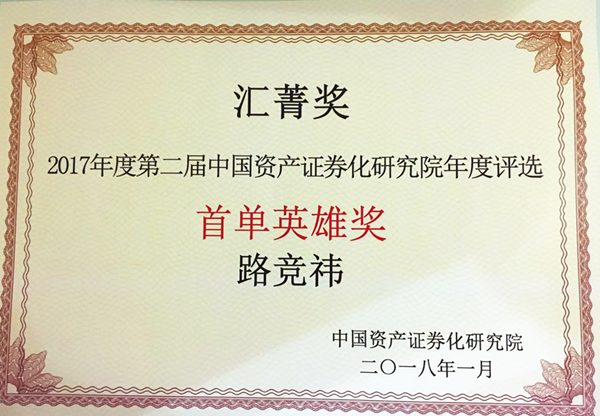 汇菁奖
2017年度第二届中国资产证券化研究院年度评选
首单英雄奖
路竞祎
中国资产证券化研究院
二〇一八年一月